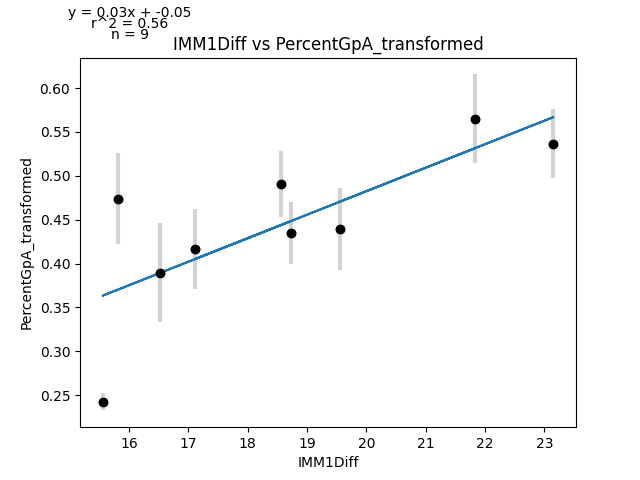 y = 0.03x + -0.05
r^2 = 0.56
n = 9
IMM1Diff vs PercentGpA_transformed
PercentGpA_transformed
0.60
0.55
0.50
0.45
0.40
0.35
0.30
0.25
16 17 18 19 20 21 22 23
IMM1Diff